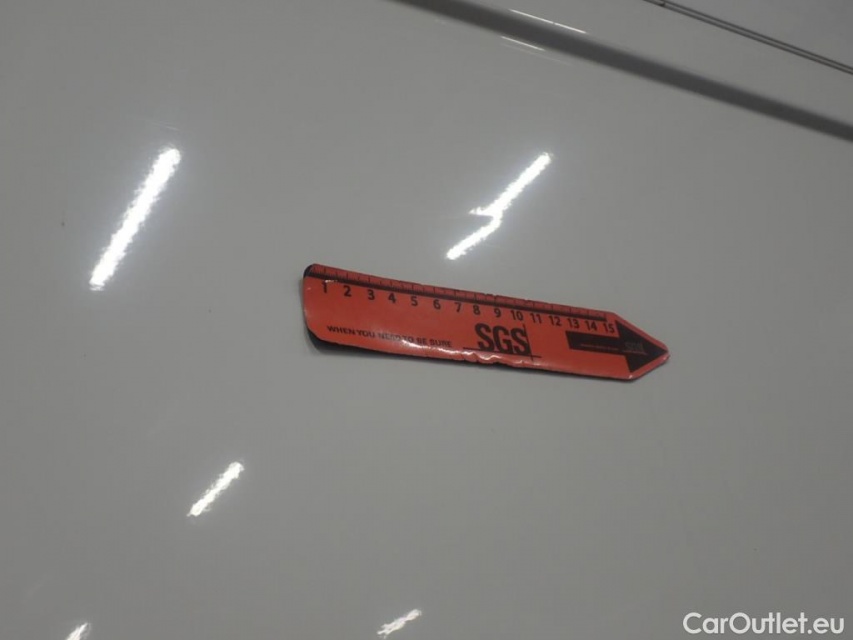 1 2 3 4 5 6 7 8 9 10 11 12 13 14 15
WHEN YOU NEED TO BE SURE SGS
CarOutlet.eu